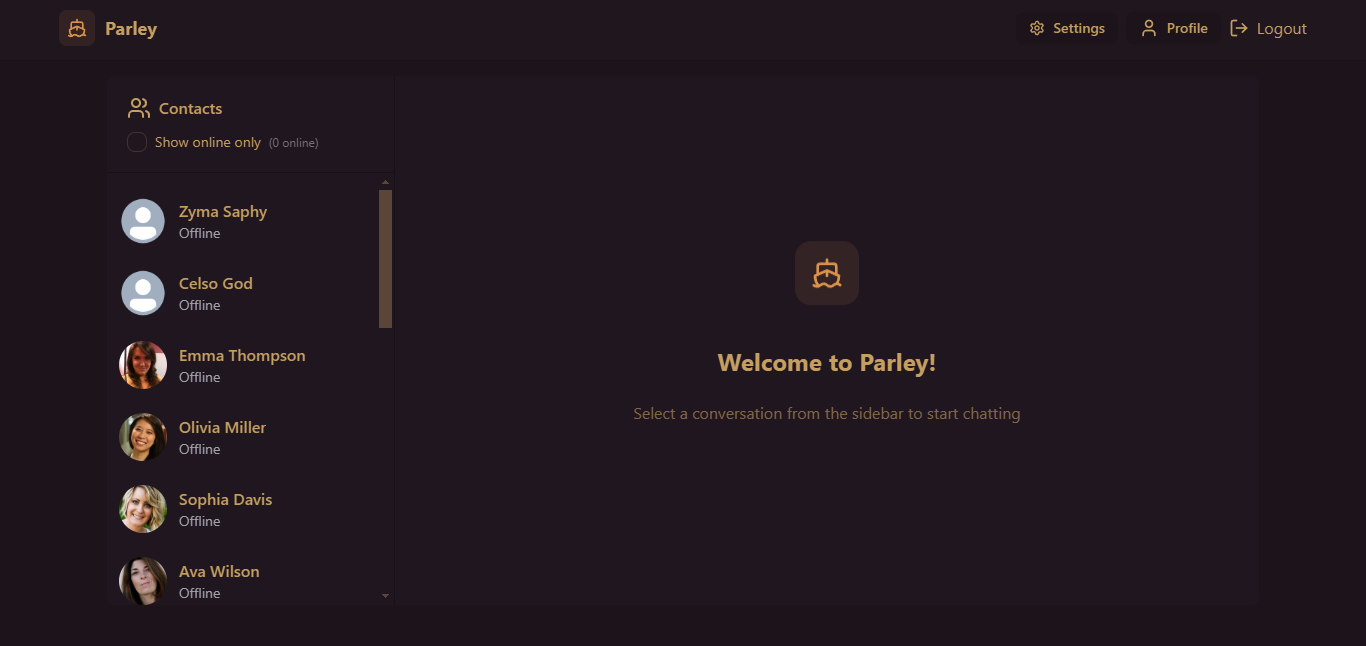 Parley
Settings
Profile
Logout
Contacts
Show online only (0 online)
Zyma Saphy
Offline
Celso God
Offline
Emma Thompson
Offline
Olivia Miller
Offline
Sophia Davis
Offline
Ava Wilson
Offline
Welcome to Parley!
Select a conversation from the sidebar to start chatting